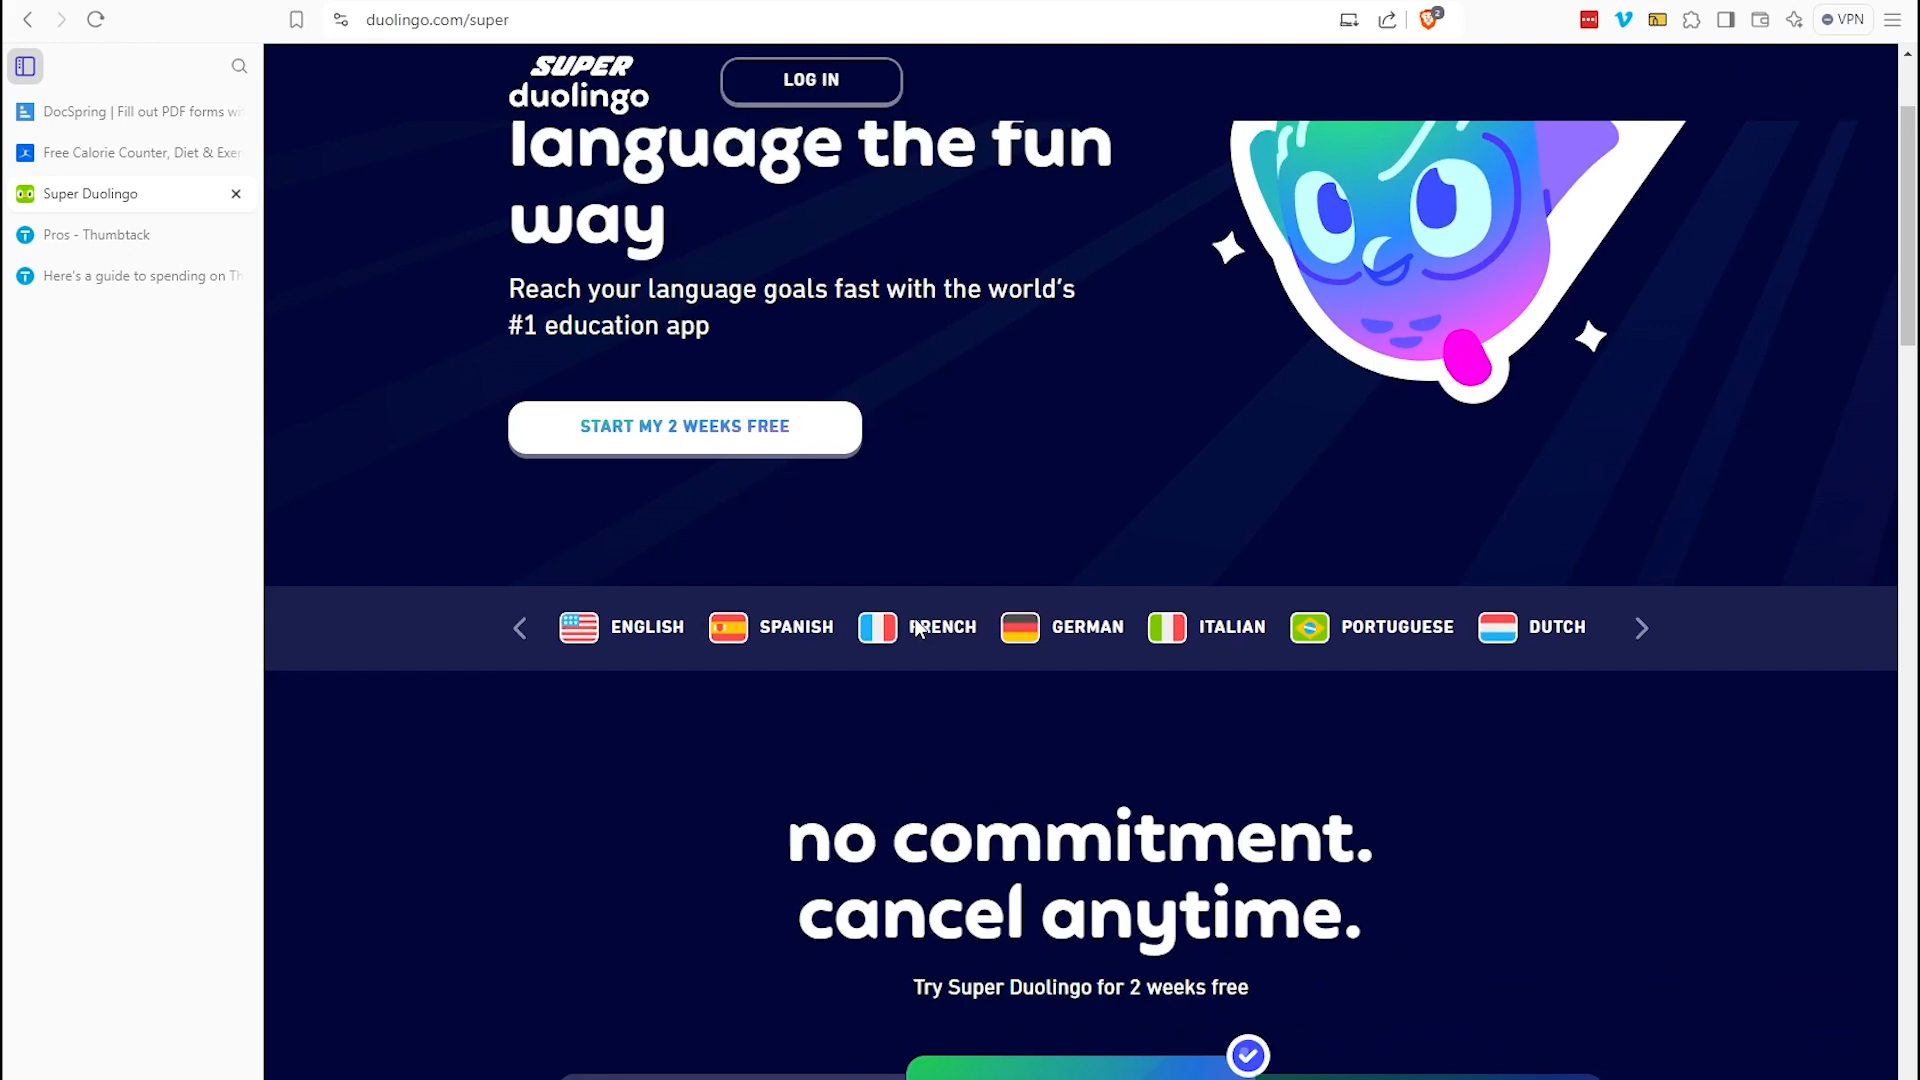 duolingo.com/super
2
VPN
DocSpring | Fill out PDF forms wi
Free Calorie Counter, Diet & Exer
Super Duolingo
Pros - Thumbtack
Here's a guide to spending on Th
SUPER
duolingo
LOG IN
language the fun
way
Reach your language goals fast with the world's
#1 education app
START MY 2 WEEKS FREE
ENGLISH
SPANISH
FRENCH
GERMAN
ITALIAN
PORTUGUESE
DUTCH
no commitment.
cancel anytime.
Try Super Duolingo for 2 weeks free